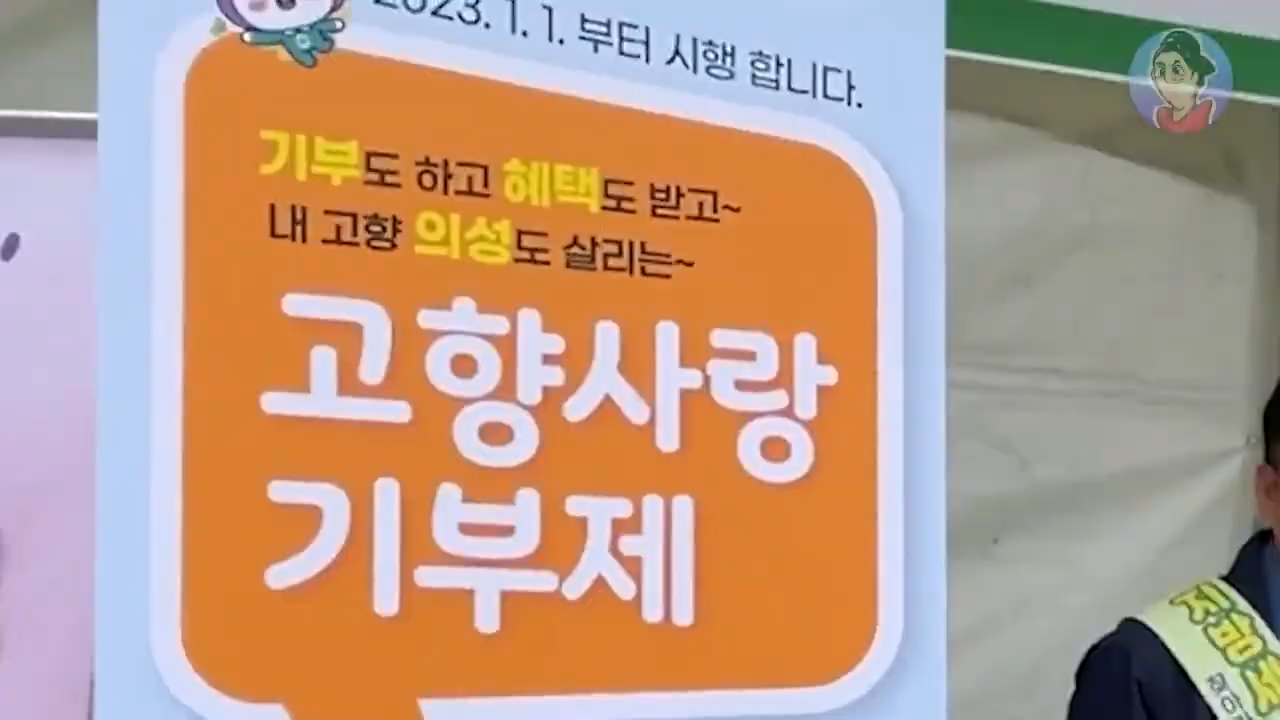 2023. 1. 1. 부터 시행 합니다.
기부도 하고 혜택도 받고~
내 고향 의성도 살리는~
고향사랑
기부제